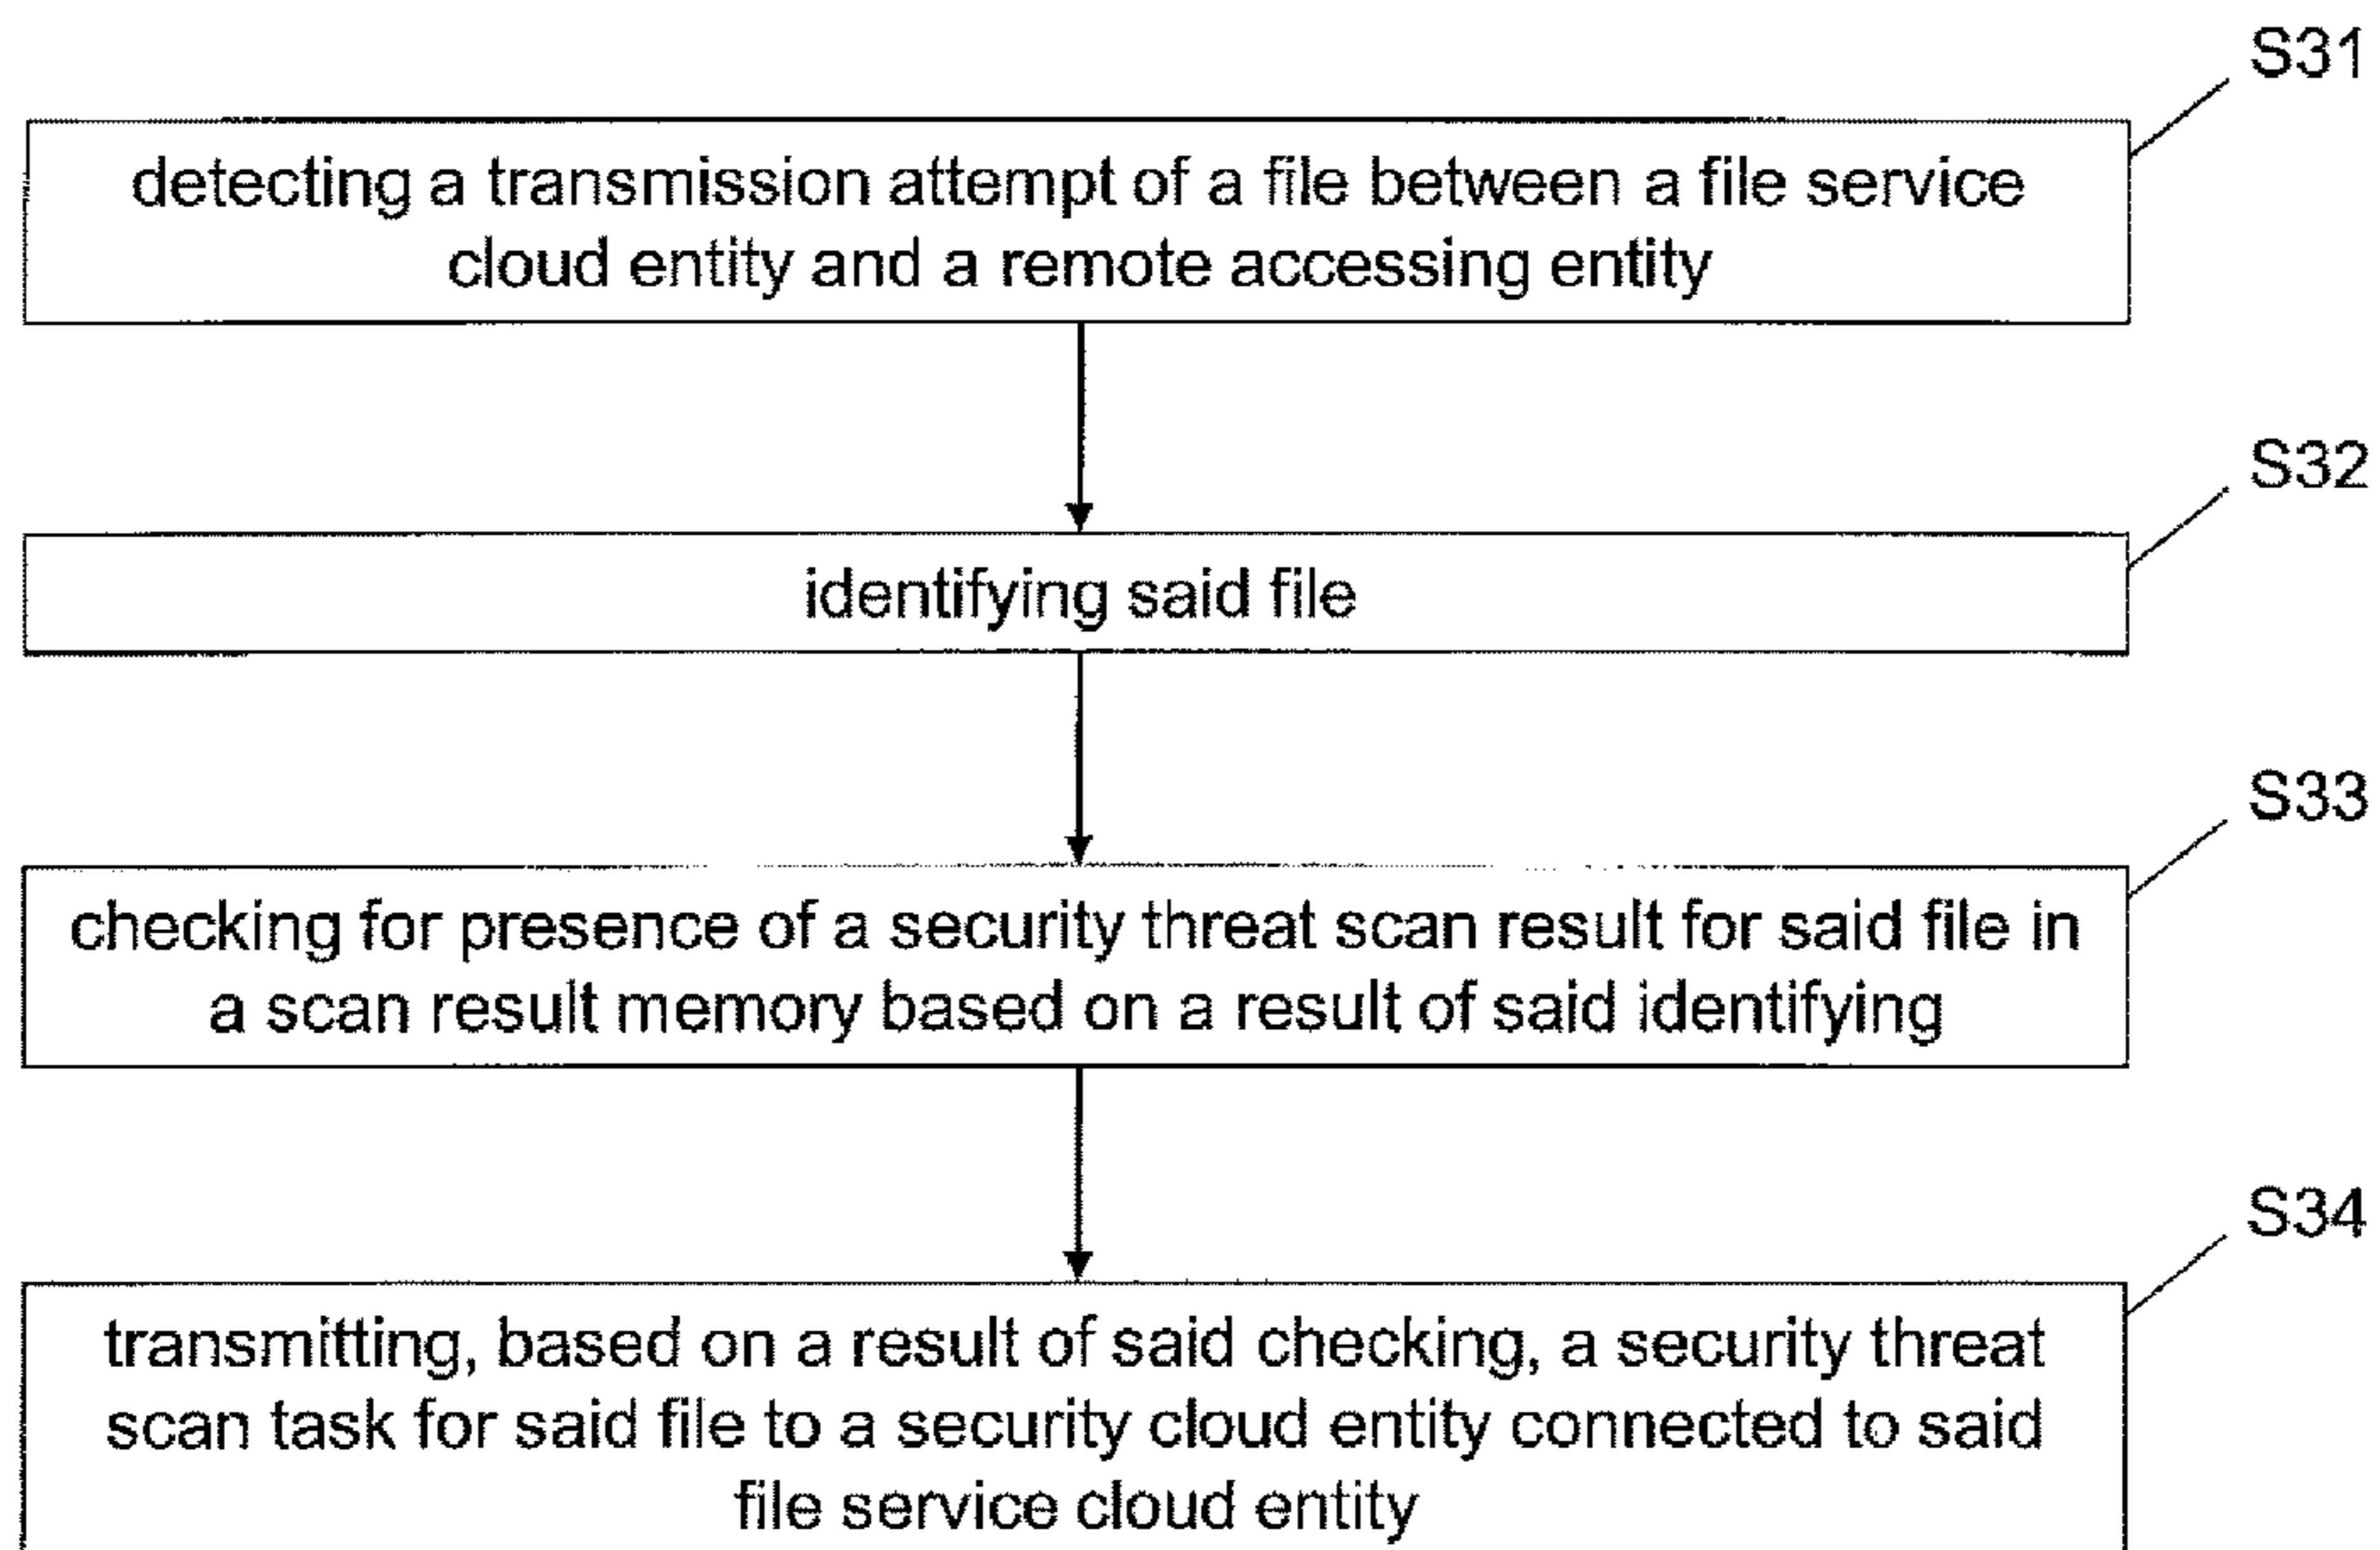 S31
detecting a transmission attempt of a file between a file service
cloud entity and a remote accessing entity
S32
identifying said file
S33
checking for presence of a security threat scan result for said file in
a scan result memory based on a result of said identifying
S34
transmitting, based on a result of said checking, a security threat
scan task for said file to a security cloud entity connected to said
file service cloud entity